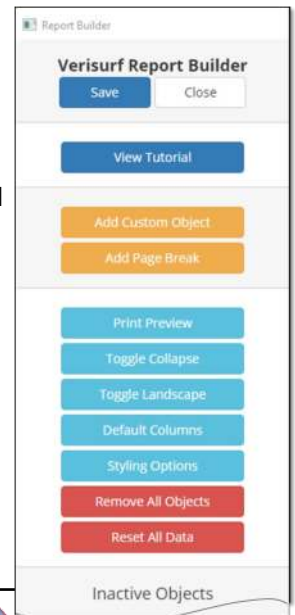 Report Builder
Verisurf Report Builder
Save Close
View Tutorial
Add Custom Object
Add Page Break
Print Preview
Toggle Collapse
Toggle Landscape
Default Columns
Styling Options
Remove All Objects
Reset All Data
Inactive Objects